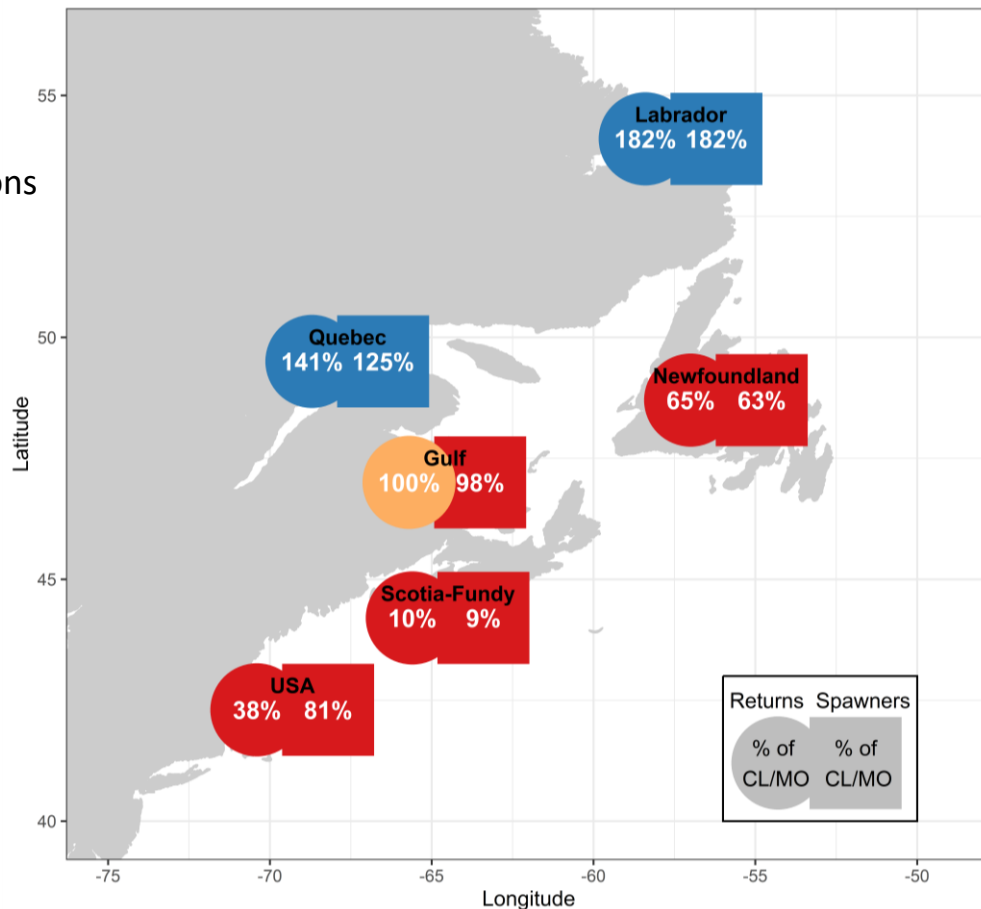 ons
55
50
45
40
Latitude
Labrador
182% 182%
Quebec
141% 125%
Newfoundland
65% 63%
Gulf
100% 98%
Scotia-Fundy
10% 9%
USA
38% 81%
Returns Spawners
% of % of
CL/MO CL/MO
-75 -70 -65 -60 -55 -50
Longitude